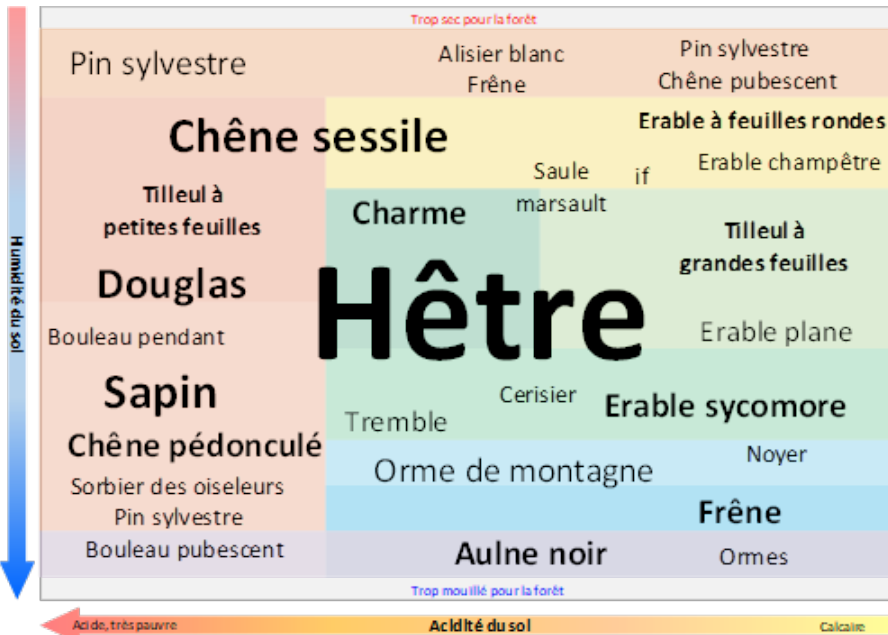 Trop sec pour la forêt
Pin sylvestre
Alisier blanc
Frêne
Pin sylvestre
Chêne pubescent
Chêne sessile
Erable à feuilles rondes
Saule
marsault
if
Erable champêtre
Tilleul à
petites feuilles
Charme
Tilleul à
grandes feuilles
Humidité du sol
Douglas
Hêtre
Bouleau pendant
Erable plane
Sapin
Cerisier
Erable sycomore
Tremble
Chêne pédonculé
Orme de montagne
Noyer
Sorbier des oiseleurs
Pin sylvestre
Frêne
Bouleau pubescent
Aulne noir
Ormes
Trop mouillé pour la forêt
Acide, très pauvre
Acidité du sol
Calcaire